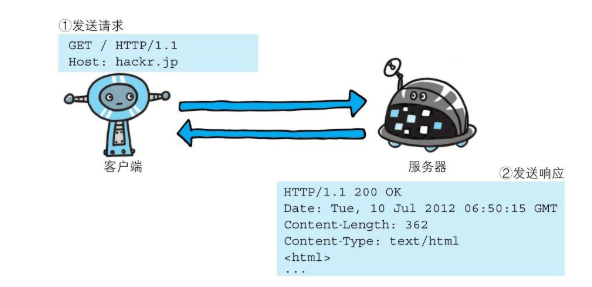 ①发送请求
GET / HTTP/1.1
Host: hackr.jp
客户端
服务器
②发送响应
HTTP/1.1 200 OK
Date: Tue, 10 Jul 2012 06:50:15 GMT
Content-Length: 362
Content-Type: text/html
<html>
...